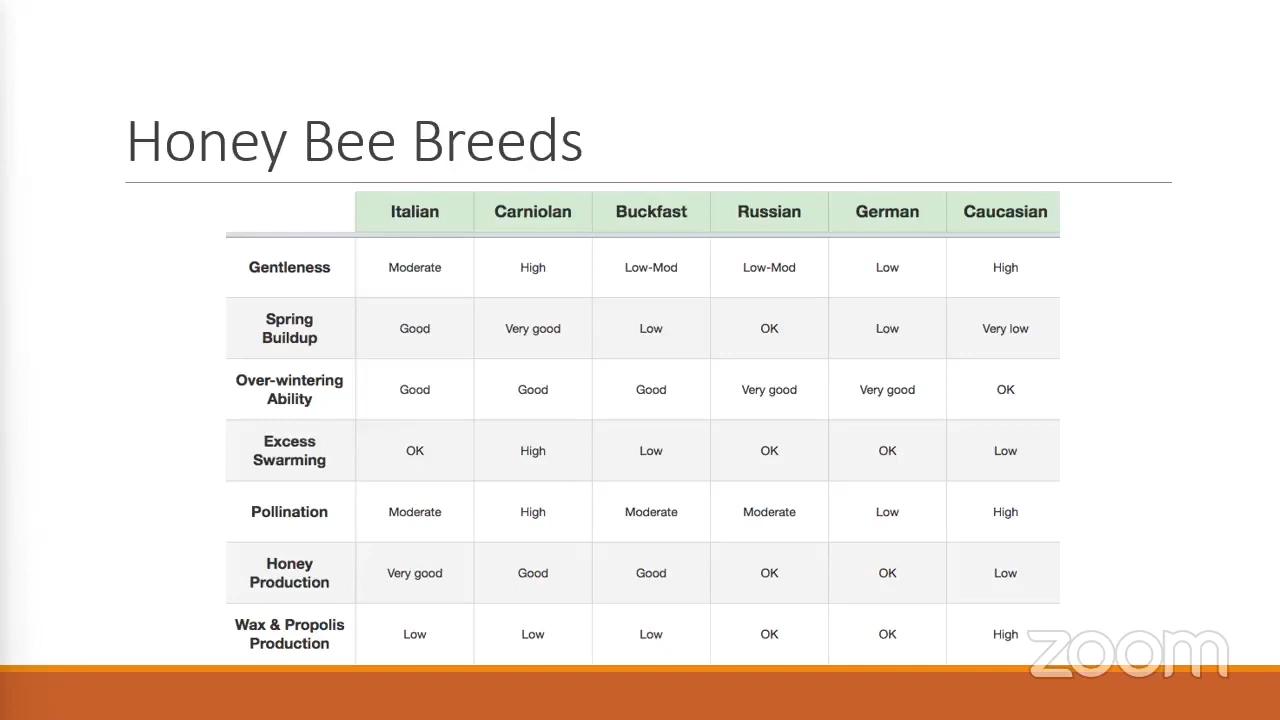 Honey Bee Breeds
Italian Carniolan Buckfast Russian German Caucasian
Gentleness Moderate High Low-Mod Low-Mod Low High
Spring
Buildup Good Very good Low OK Low Very low
Over-wintering
Ability Good Good Good Very good Very good OK
Excess
Swarming OK High Low OK OK Low
Pollination Moderate High Moderate Moderate Low High
Honey
Production Very good Good Good OK OK Low
Wax & Propolis
Production Low Low Low OK OK High
zoom